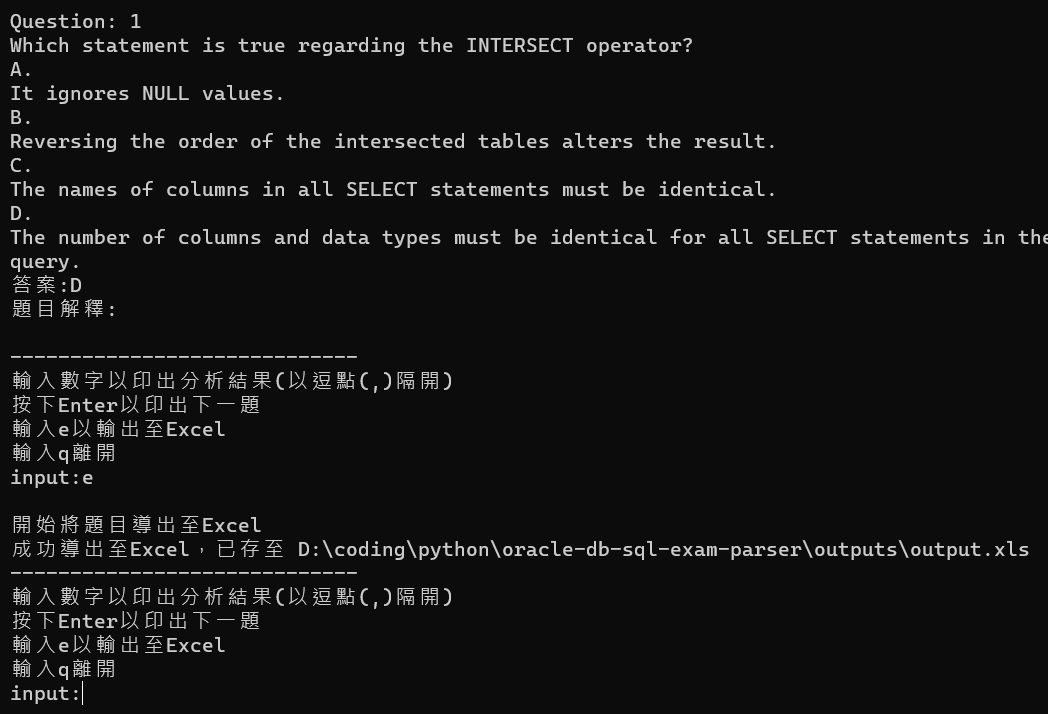 Question: 1
Which statement is true regarding the INTERSECT operator?
A.
It ignores NULL values.
B.
Reversing the order of the intersected tables alters the result.
C.
The names of columns in all SELECT statements must be identical.
D.
The number of columns and data types must be identical for all SELECT statements in the
query.
答案:D
題目解釋:
-----------------------------
輸入數字以印出分析結果(以逗點(,)隔開)
按下Enter以印出下一題
輸入e以輸出至Excel
輸入q離開
input:e
開始將題目導出至Excel
成功導出至Excel，已存至 D:\coding\python\oracle-db-sql-exam-parser\outputs\output.xls
-----------------------------
輸入數字以印出分析結果(以逗點(,)隔開)
按下Enter以印出下一題
輸入e以輸出至Excel
輸入q離開
input: